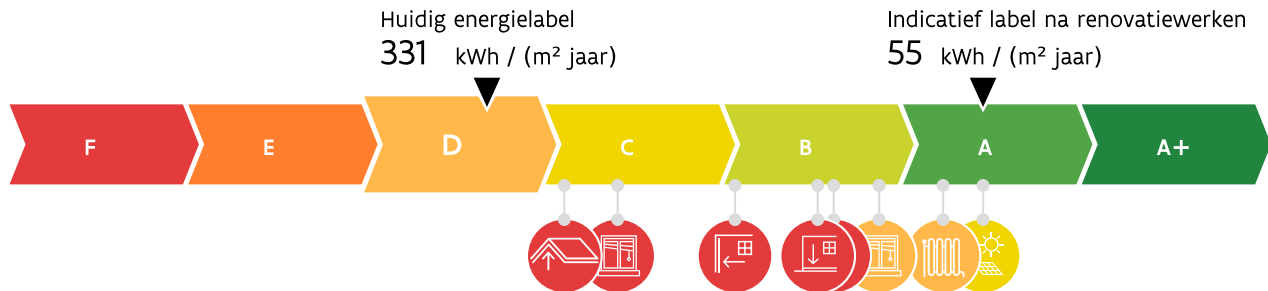 Huidig energielabel
331 kWh / (m² jaar)
Indicatief label na renovatiewerken
55 kWh / (m² jaar)
F
E
D
C
B
A
A+